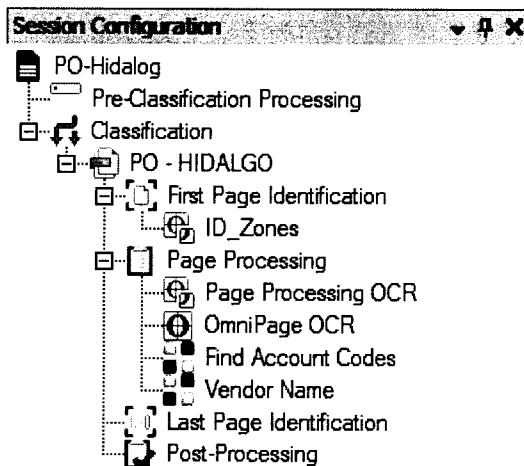 Session Configuration
PO-Hidalog
Pre-Classification Processing
Classification
PO - HIDALGO
First Page Identification
ID_Zones
Page Processing
Page Processing OCR
OmniPage OCR
Find Account Codes
Vendor Name
Last Page Identification
Post-Processing